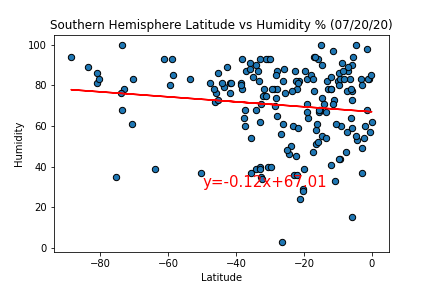 Southern Hemisphere Latitude vs Humidity % (07/20/20)
100
80
60
40
20
0
Humidity
y=-0.12x+67.01
−80
−60
−40
−20
0
Latitude